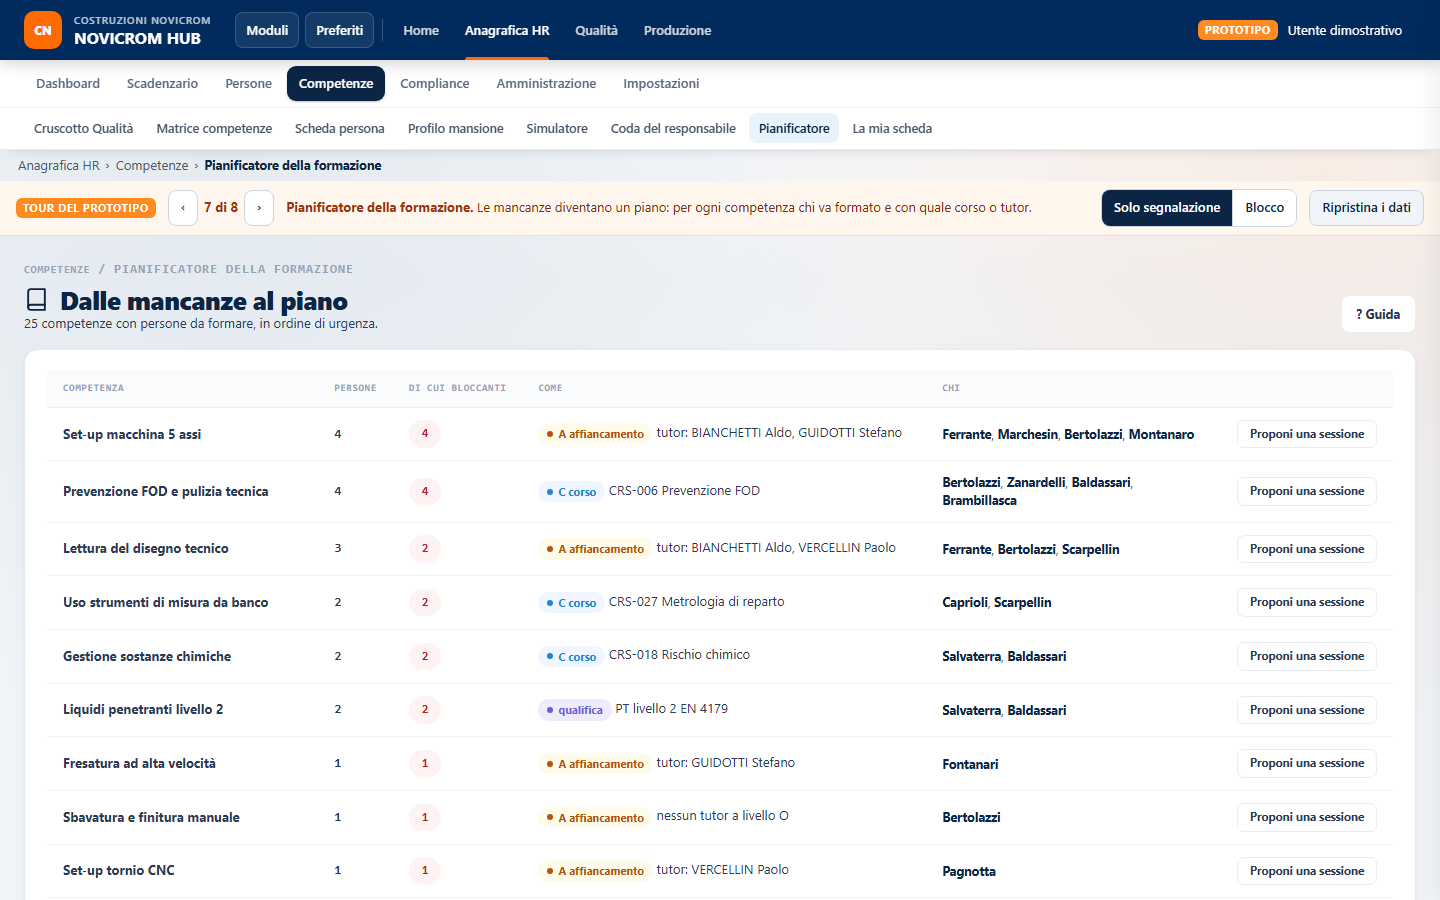 CN
COSTRUZIONI NOVICROM
NOVICROM HUB
Moduli
Preferiti
Home
Anagrafica HR
Qualità
Produzione
PROTOTIPO
Utente dimostrativo
Dashboard
Scadenzario
Persone
Competenze
Compliance
Amministrazione
Impostazioni
Cruscotto Qualità
Matrice competenze
Scheda persona
Profilo mansione
Simulatore
Coda del responsabile
Pianificatore
La mia scheda
Anagrafica HR › Competenze › Pianificatore della formazione
TOUR DEL PROTOTIPO
‹
7 di 8
›
Pianificatore della formazione. Le mancanze diventano un piano: per ogni competenza chi va formato e con quale corso o tutor.
Solo segnalazione
Blocco
Ripristina i dati
COMPETENZE / PIANIFICATORE DELLA FORMAZIONE
Dalle mancanze al piano
25 competenze con persone da formare, in ordine di urgenza.
? Guida
COMPETENZA PERSONE DI CUI BLOCCANTI COME CHI
Set-up macchina 5 assi 4 4 A affiancamento tutor: BIANCHETTI Aldo, GUIDOTTI Stefano Ferrante, Marchesin, Bertolazzi, Montanaro Proponi una sessione
Prevenzione FOD e pulizia tecnica 4 4 C corso CRS-006 Prevenzione FOD Bertolazzi, Zanardelli, Baldassari,
Brambillasca Proponi una sessione
Lettura del disegno tecnico 3 2 A affiancamento tutor: BIANCHETTI Aldo, VERCELLIN Paolo Ferrante, Bertolazzi, Scarpellin Proponi una sessione
Uso strumenti di misura da banco 2 2 C corso CRS-027 Metrologia di reparto Caprioli, Scarpellin Proponi una sessione
Gestione sostanze chimiche 2 2 C corso CRS-018 Rischio chimico Salvaterra, Baldassari Proponi una sessione
Liquidi penetranti livello 2 2 2 qualifica PT livello 2 EN 4179 Salvaterra, Baldassari Proponi una sessione
Fresatura ad alta velocità 1 1 A affiancamento tutor: GUIDOTTI Stefano Fontanari Proponi una sessione
Sbavatura e finitura manuale 1 1 A affiancamento nessun tutor a livello O Bertolazzi Proponi una sessione
Set-up tornio CNC 1 1 A affiancamento tutor: VERCELLIN Paolo Pagnotta Proponi una sessione